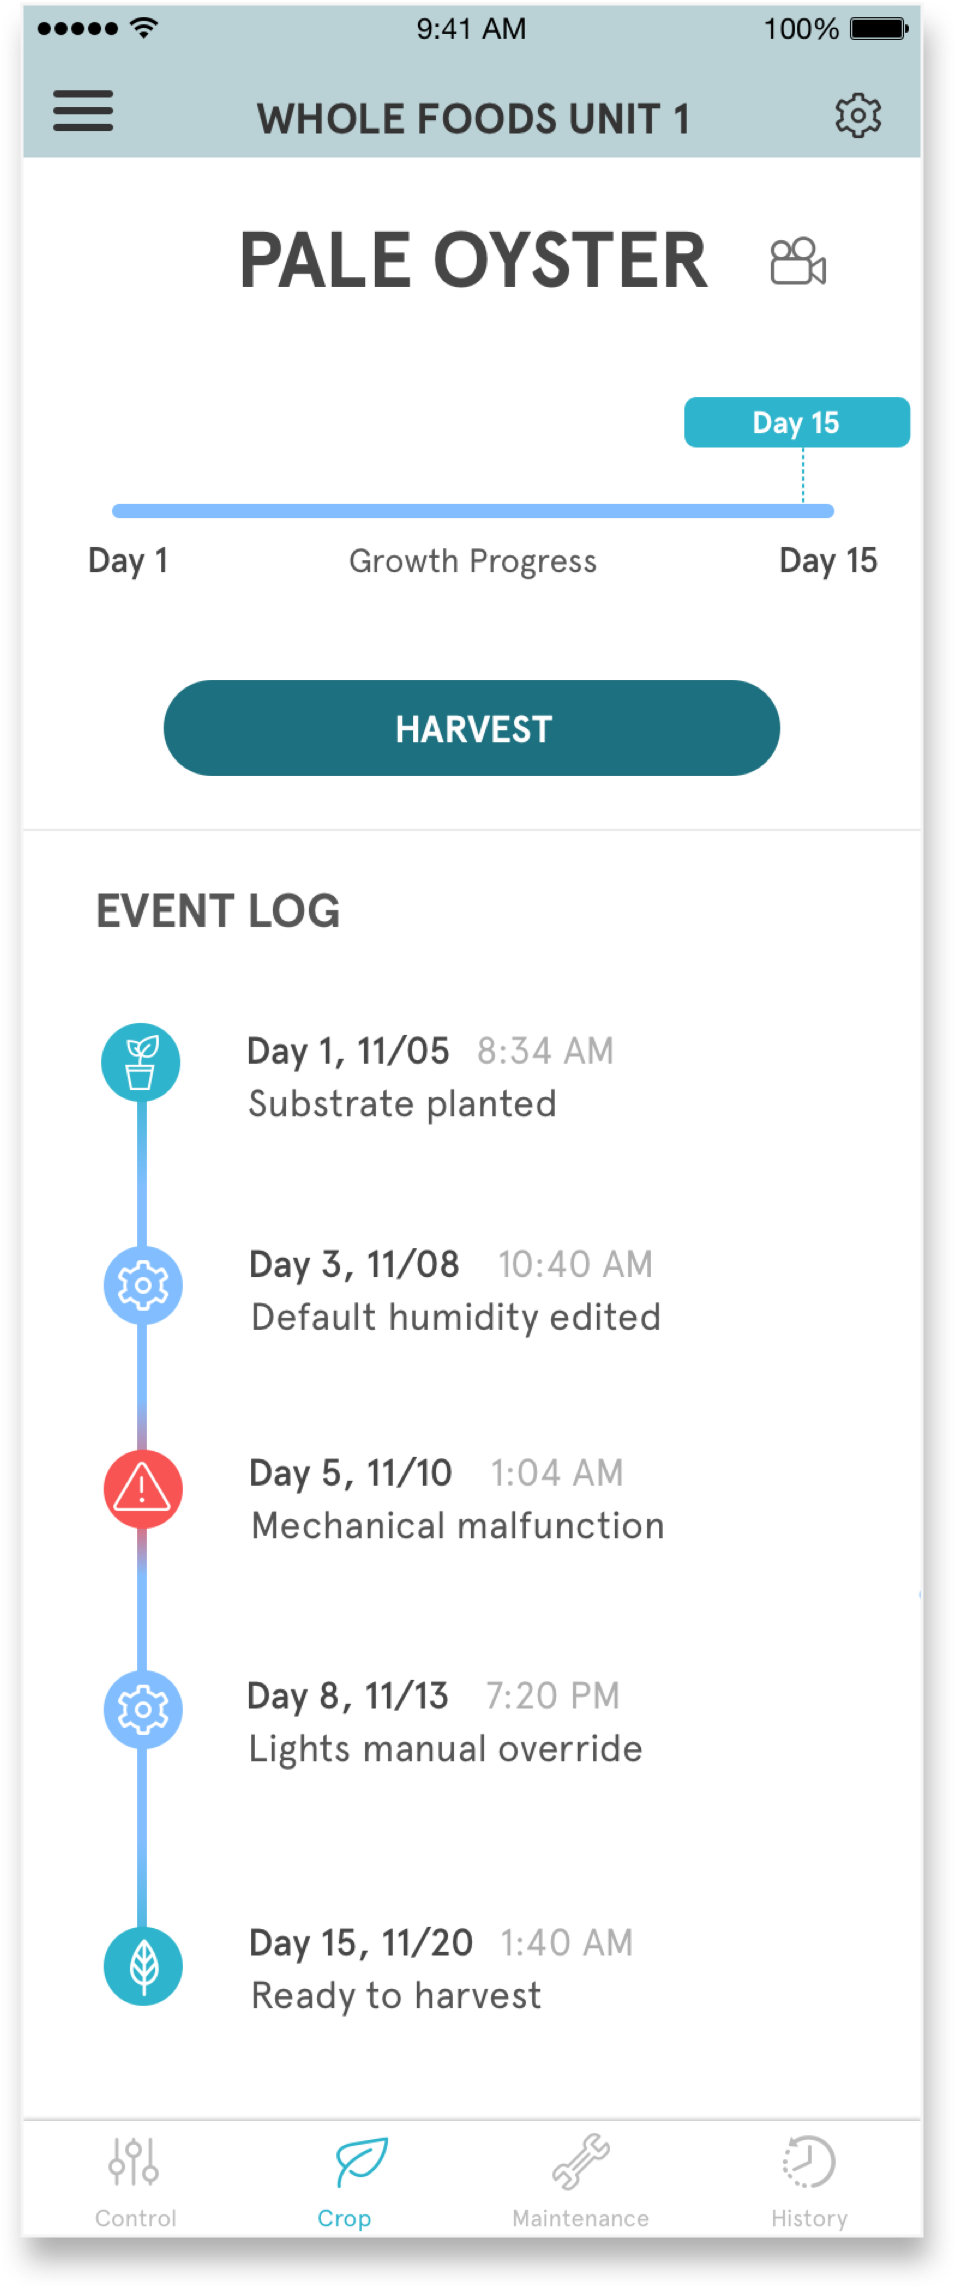 9:41 AM 100%
WHOLE FOODS UNIT 1
PALE OYSTER
Day 15
Day 1 Growth Progress Day 15
HARVEST
EVENT LOG
Day 1, 11/05 8:34 AM
Substrate planted
Day 3, 11/08 10:40 AM
Default humidity edited
Day 5, 11/10 1:04 AM
Mechanical malfunction
Day 8, 11/13 7:20 PM
Lights manual override
Day 15, 11/20 1:40 AM
Ready to harvest
Control Crop Maintenance History